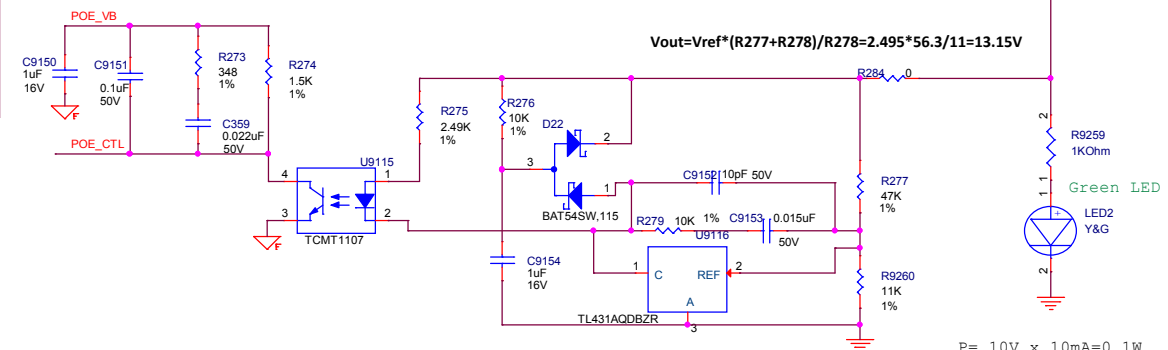 POE_VB
Vout=Vref*(R277+R278)/R278=2.495*56.3/11=13.15V
C9150
1uF
16V
C9151
0.1uF
50V
R273
348
1%
R274
1.5K
1%
C359
0.022uF
50V
POE_CTL
R275
2.49K
1%
R276
10K
1%
D22
2
3
1
BAT54SW,115
R284
0
U9115
4
1
3
2
TCMT1107
C9152
10pF 50V
R277
47K
1%
R279
10K
1%
C9153
0.015uF
50V
U9116
1
C
REF
2
A
3
TL431AQDBZR
C9154
1uF
16V
R9260
11K
1%
2
R9259
1KOhm
1
1
Green LED
+
LED2
Y&G
2
P= 10V x 10mA=0.1W